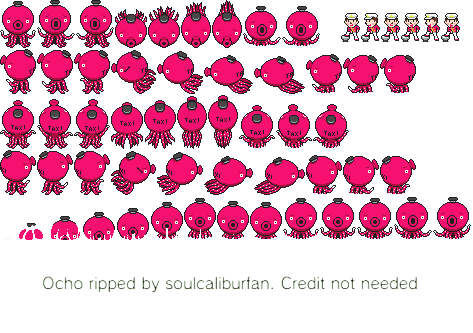 TAXI TAXI TAXI TAXI TAXI TAXI TAXI TAXI TAXI TAXI
Ocho ripped by soulcaliburfan. Credit not needed